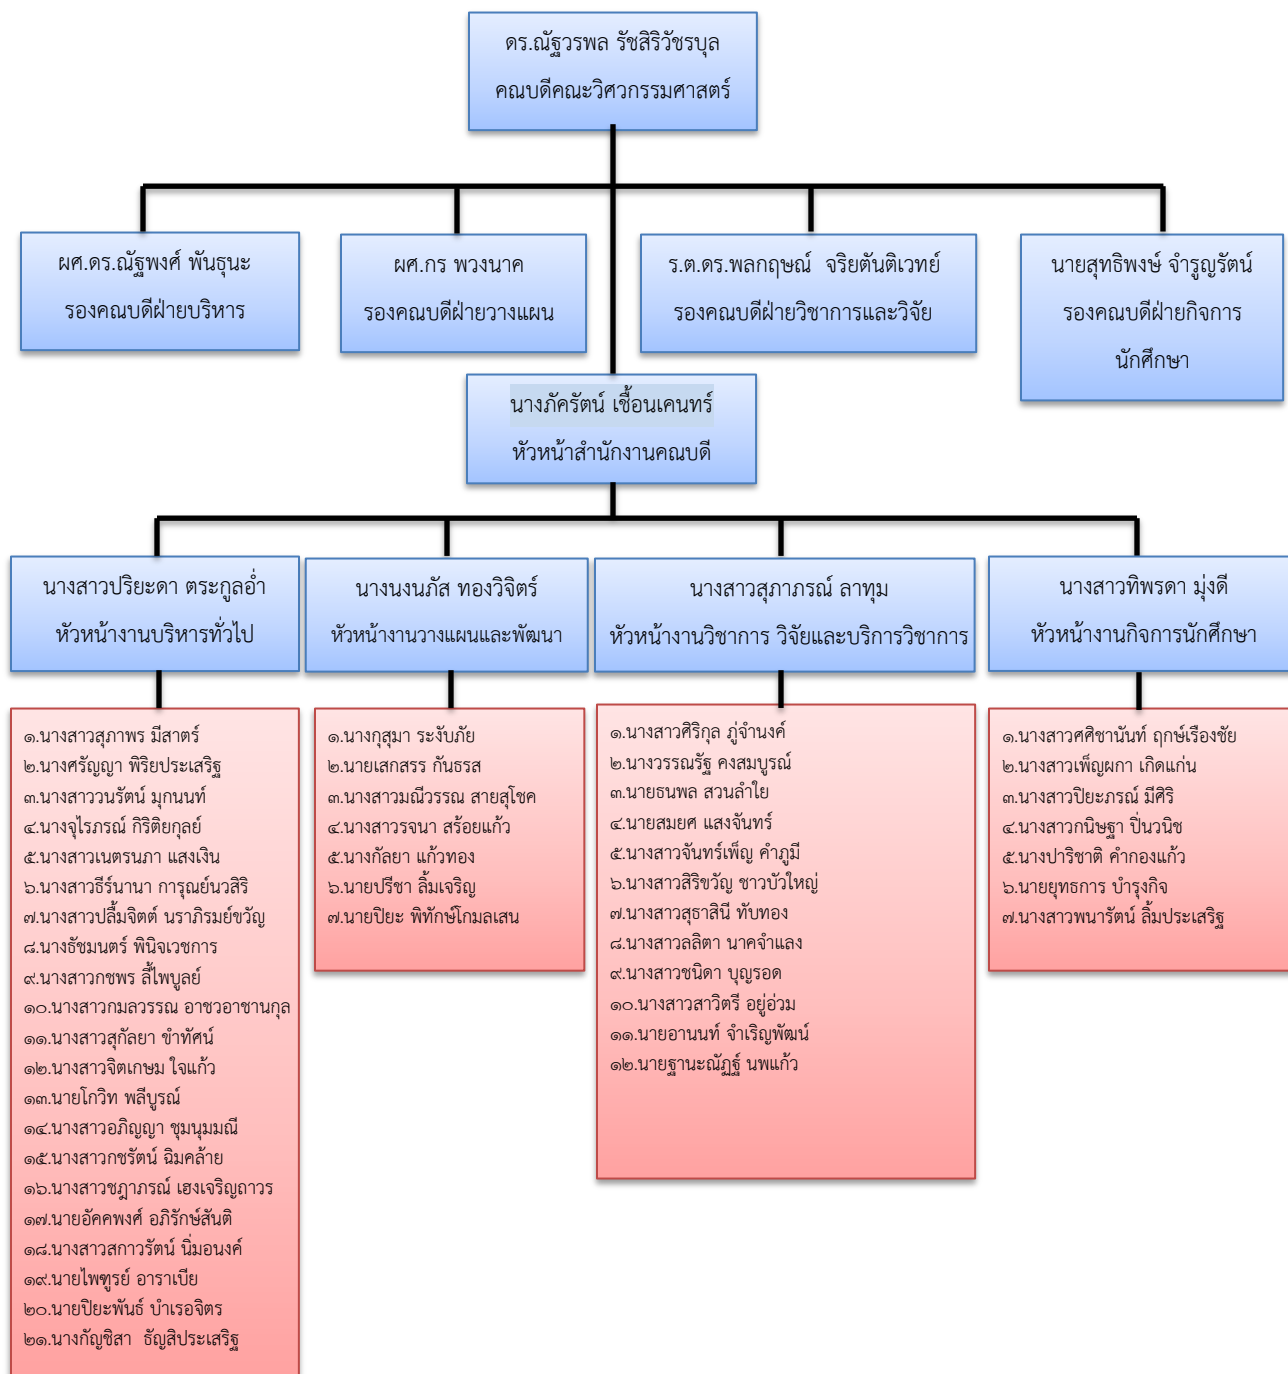 ดร.ณัฐวรพล รัชสิริวัชรบุล
คณบดีคณะวิศวกรรมศาสตร์
ผศ.ดร.ณัฐพงศ์ พันธุนะ
รองคณบดีฝ่ายบริหาร
ผศ.กร พวงนาค
รองคณบดีฝ่ายวางแผน
ร.ต.ดร.พลกฤษณ์ จริยตันติเวทย์
รองคณบดีฝ่ายวิชาการและวิจัย
นายสุทธิพงษ์ จำรูญรัตน์
รองคณบดีฝ่ายกิจการ
นักศึกษา
นางภัครัตน์ เชื้อนเคนทร์
หัวหน้าสำนักงานคณบดี
นางสาวปริยะดา ตระกูลอ่ำ
หัวหน้างานบริหารทั่วไป
นางนงนภัส ทองวิจิตร์
หัวหน้างานวางแผนและพัฒนา
นางสาวสุภาภรณ์ ลาทุม
หัวหน้างานวิชาการ วิจัยและบริการวิชาการ
นางสาวทิพรดา มุ่งดี
หัวหน้างานกิจการนักศึกษา
๑.นางสาวสุภาพร มีสาตร์
๒.นางศรัญญา พิริยประเสริฐ
๓.นางสาววนรัตน์ มุกนนท์
๔.นางจุไรภรณ์ กิริติยกุลย์
๕.นางสาวเนตรนภา แสงเงิน
๖.นางสาวธีร์นานา การุณย์นวสิริ
๗.นางสาวปลื้มจิตต์ นราภิรมย์ขวัญ
๘.นางธัชมนตร์ พินิจเวชการ
๙.นางสาวกชพร ลี้ไพบูลย์
๑๐.นางสาวกมลวรรณ อาชวอาชานกุล
๑๑.นางสาวสุกัลยา ขำทัศน์
๑๒.นางสาวจิตเกษม ใจแก้ว
๑๓.นายโกวิท พลีบูรณ์
๑๔.นางสาวอภิญญา ชุมนุมมณี
๑๕.นางสาวกชรัตน์ ฉิมคล้าย
๑๖.นางสาวชฎาภรณ์ เฮงเจริญถาวร
๑๗.นายอัคคพงศ์ อภิรักษ์สันติ
๑๘.นางสาวสกาวรัตน์ นิ่มอนงค์
๑๙.นายไพฑูรย์ อาราเบีย
๒๐.นายปิยะพันธ์ บำเรอจิตร
๒๑.นางกัญชิสา ธัญสิประเสริฐ
๑.นางกุสุมา ระงับภัย
๒.นายเสกสรร กันธรส
๓.นางสาวมณีวรรณ สายสุโชค
๔.นางสาวรจนา สร้อยแก้ว
๕.นางกัลยา แก้วทอง
๖.นายปรีชา ลิ้มเจริญ
๗.นายปิยะ พิทักษ์โกมลเสน
๑.นางสาวศิริกุล ภู่จำนงค์
๒.นางวรรณรัฐ คงสมบูรณ์
๓.นายธนพล สวนลำใย
๔.นายสมยศ แสงจันทร์
๕.นางสาวจันทร์เพ็ญ คำภูมี
๖.นางสาวสิริขวัญ ชาวบัวใหญ่
๗.นางสาวสุธาสินี ทับทอง
๘.นางสาวลลิตา นาคจำแลง
๙.นางสาวชนิดา บุญรอด
๑๐.นางสาวสาวิตรี อยู่อ่วม
๑๑.นายอานนท์ จำเริญพัฒน์
๑๒.นายฐานะณัฏฐ์ นพแก้ว
๑.นางสาวศศิชานันท์ ฤกษ์เรืองชัย
๒.นางสาวเพ็ญผกา เกิดแก่น
๓.นางสาวปิยะภรณ์ มีศิริ
๔.นางสาวกนิษฐา ปิ่นวนิช
๕.นางปาริชาติ คำกองแก้ว
๖.นายยุทธการ บำรุงกิจ
๗.นางสาวพนารัตน์ ลิ้มประเสริฐ